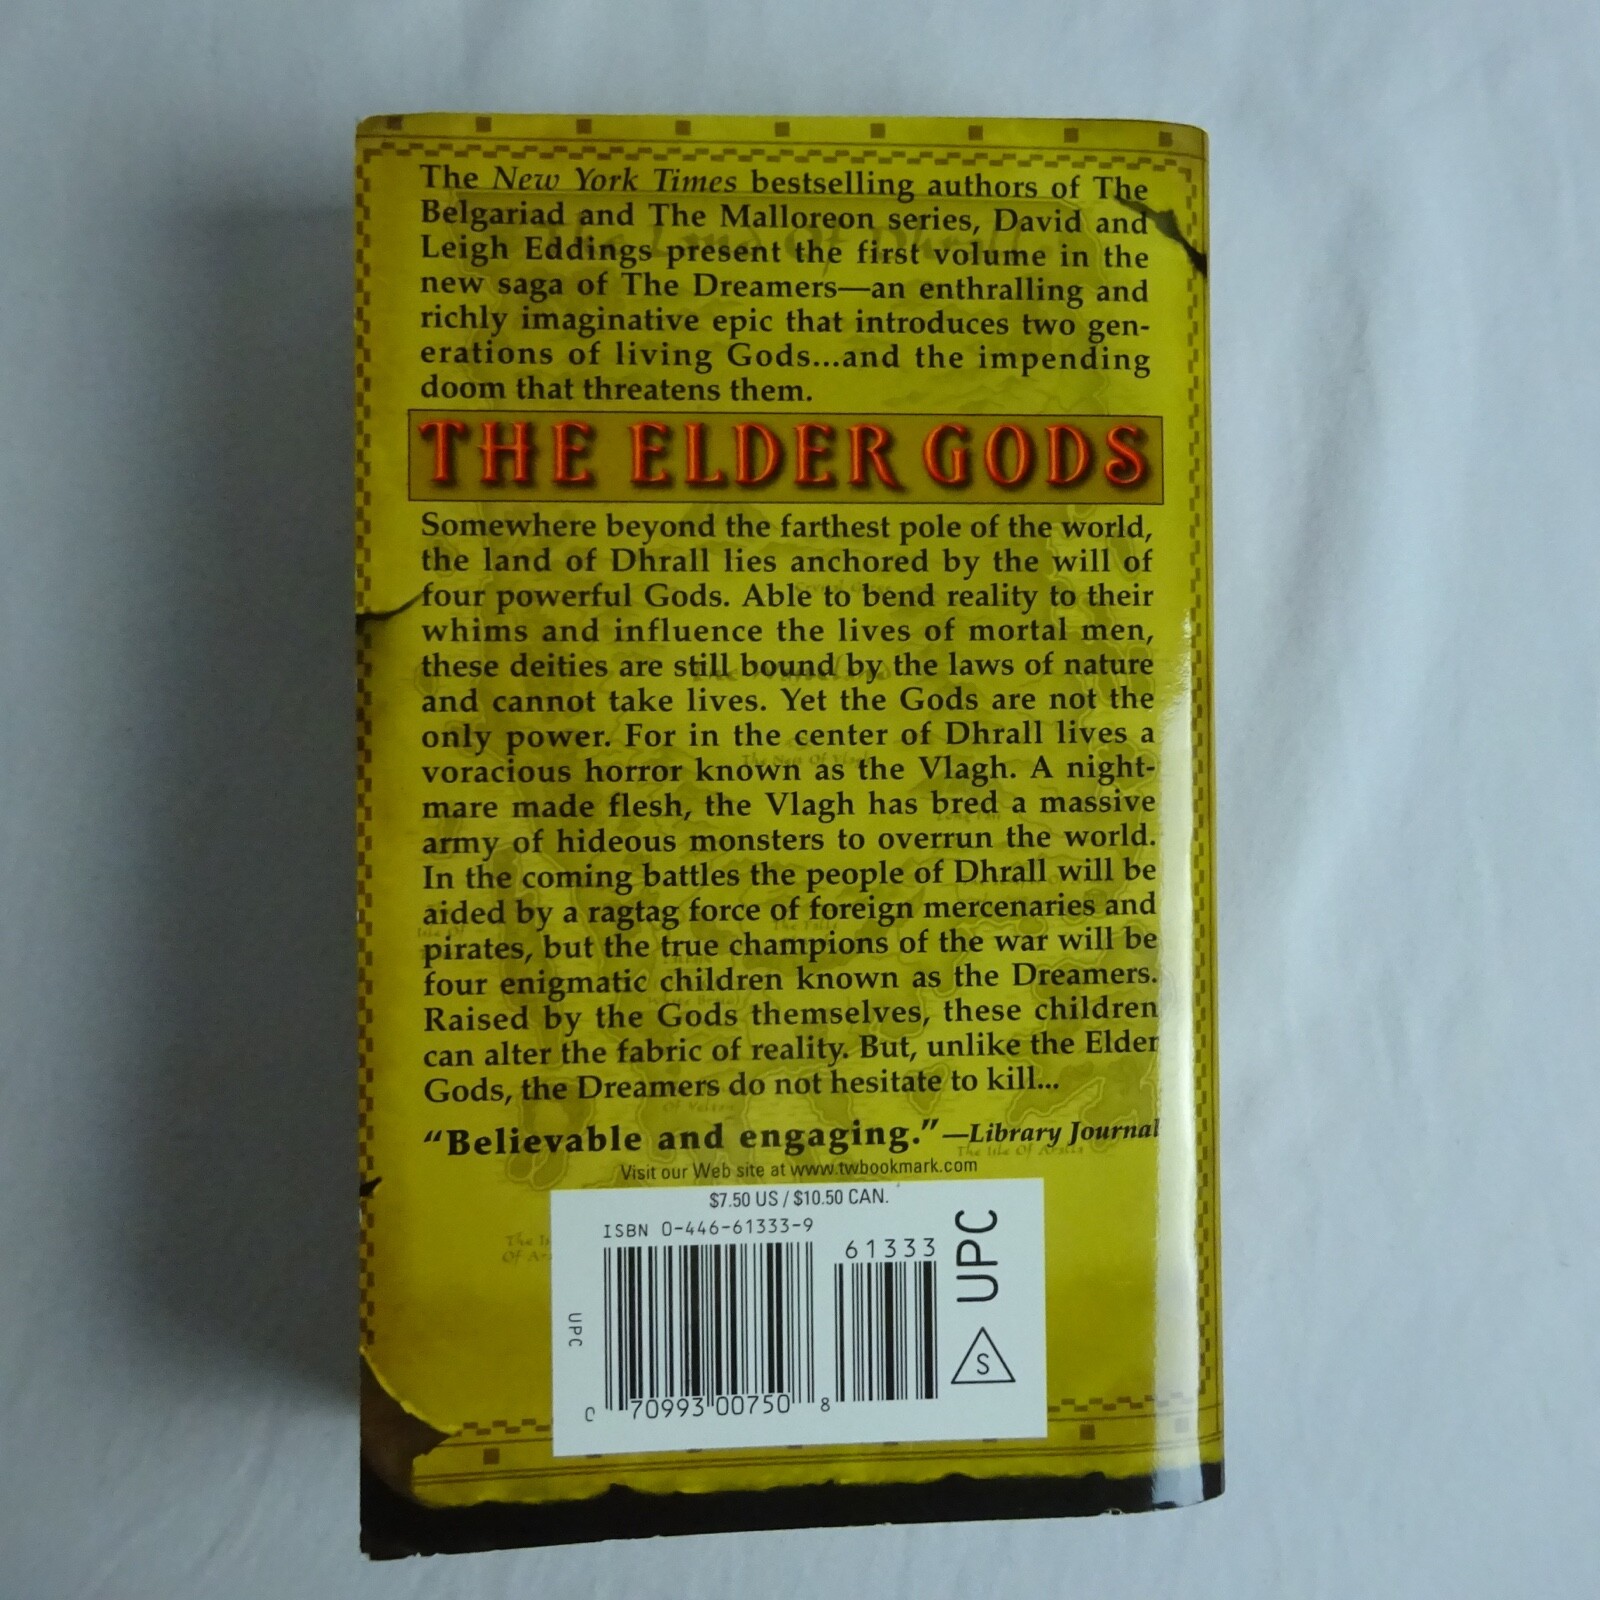 The New York Times bestselling authors of The
Belgariad and The Malloreon series, David and
Leigh Eddings present the first volume in the
new saga of The Dreamers—an enthralling and
richly imaginative epic that introduces two gen-
erations of living Gods...and the impending
doom that threatens them.
THE ELDER GODS
Somewhere beyond the farthest pole of the world,
the land of Dhrall lies anchored by the will of
four powerful Gods. Able to bend reality to their
whims and influence the lives of mortal men,
these deities are still bound by the laws of nature
and cannot take lives. Yet the Gods are not the
only power. For in the center of Dhrall lives a
voracious horror known as the Vlagh. A night-
mare made flesh, the Vlagh has bred a massive
army of hideous monsters to overrun the world.
In the coming battles the people of Dhrall will be
aided by a ragtag force of foreign mercenaries and
pirates, but the true champions of the war will be
four enigmatic children known as the Dreamers.
Raised by the Gods themselves, these children
can alter the fabric of reality. But, unlike the Elder
Gods, the Dreamers do not hesitate to kill...
“Believable and engaging.”—Library Journal
The Isle Of Aralla
Visit our Web site at www.twbookmark.com
$7.50 US / $10.50 CAN.
ISBN 0-446-61333-9
61333
UPC
UPC
S
0 70993 00750 8